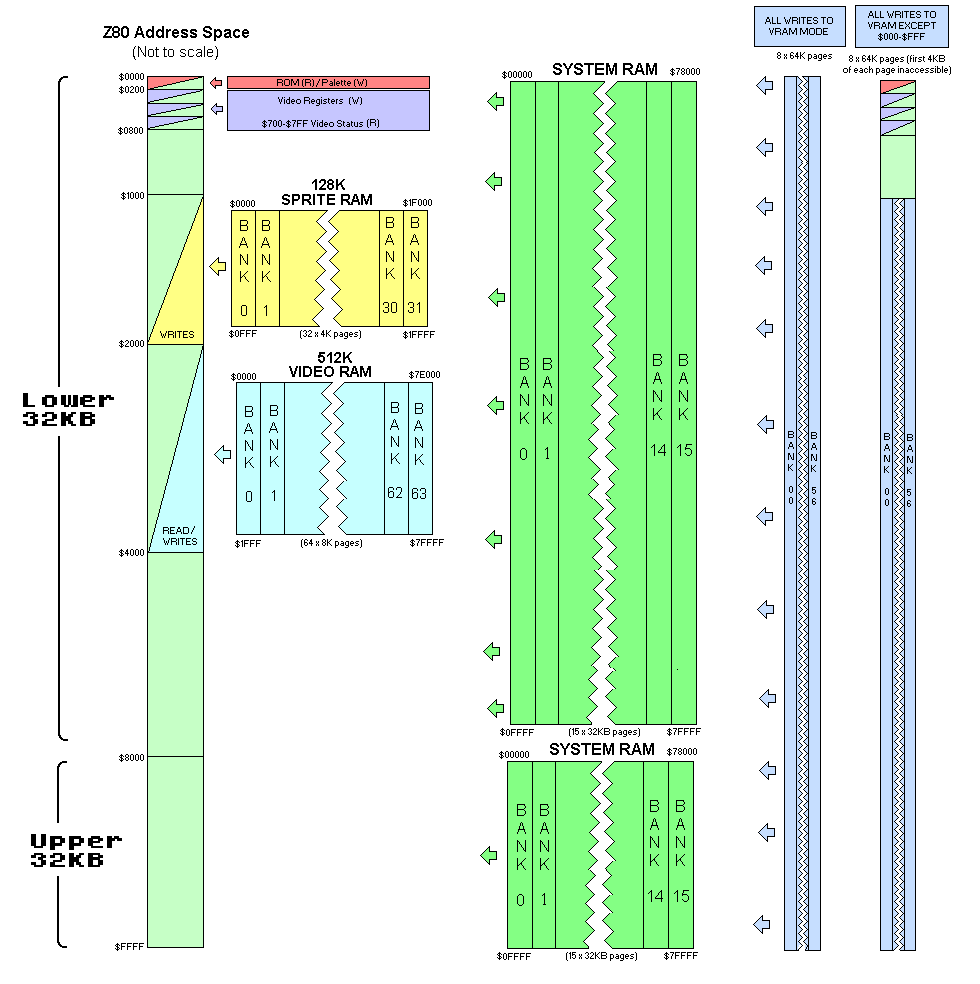 Z80 Address Space
(Not to scale)
$0000
$0200
$0800
$1000
$2000
$4000
$8000
$FFFF
Lower
32KB
Upper
32KB
WRITES
READ/
WRITES
ROM (R) / Palette (W)
Video Registers (W)
$700-$7FF Video Status (R)
128K
SPRITE RAM
$0000
$1F000
BANK 0
BANK 1
BANK 30
BANK 31
$0FFF
(32 x 4K pages)
$1FFFF
512K
VIDEO RAM
$0000
$7E000
BANK 0
BANK 1
BANK 62
BANK 63
$1FFF
(64 x 8K pages)
$7FFFF
SYSTEM RAM
$00000
$78000
BANK 0
BANK 1
BANK 14
BANK 15
$0FFFF
(15 x 32KB pages)
$7FFFF
SYSTEM RAM
$00000
$78000
BANK 0
BANK 1
BANK 14
BANK 15
$0FFFF
(15 x 32KB pages)
$7FFFF
ALL WRITES TO
VRAM MODE
8 x 64K pages
BANK 00
BANK 56
ALL WRITES TO
VRAM EXCEPT
$000-$FFF
8 x 64K pages (first 4KB
of each page inaccessible)
BANK 00
BANK 56